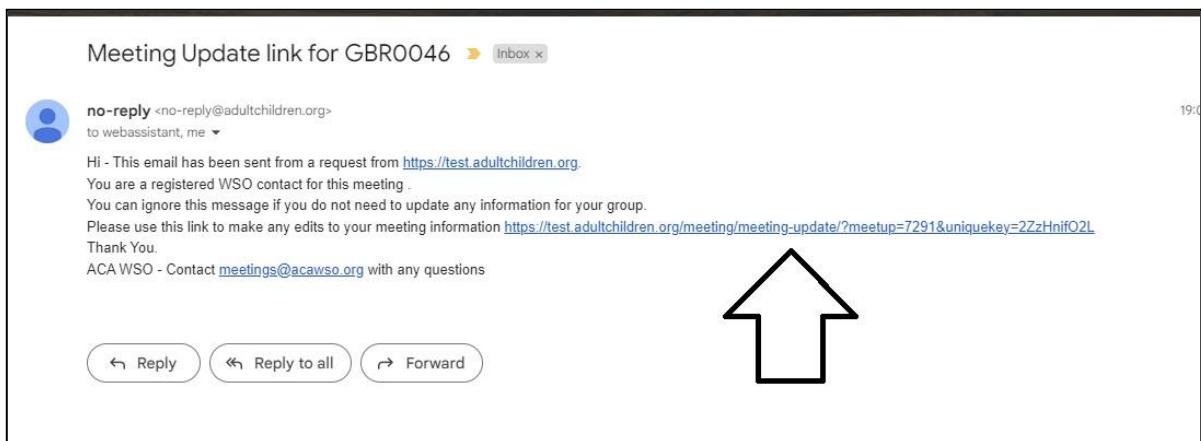 Meeting Update link for GBR0046 Inbox x
no-reply <no-reply@adultchildren.org>
to webassistant, me
Hi - This email has been sent from a request from https://test.adultchildren.org.
You are a registered WSO contact for this meeting .
You can ignore this message if you do not need to update any information for your group.
Please use this link to make any edits to your meeting information https://test.adultchildren.org/meeting/meeting-update/?meetup=7291&uniquekey=2ZzHnifO2L
Thank You.
ACA WSO - Contact meetings@acawso.org with any questions
Reply Reply to all Forward